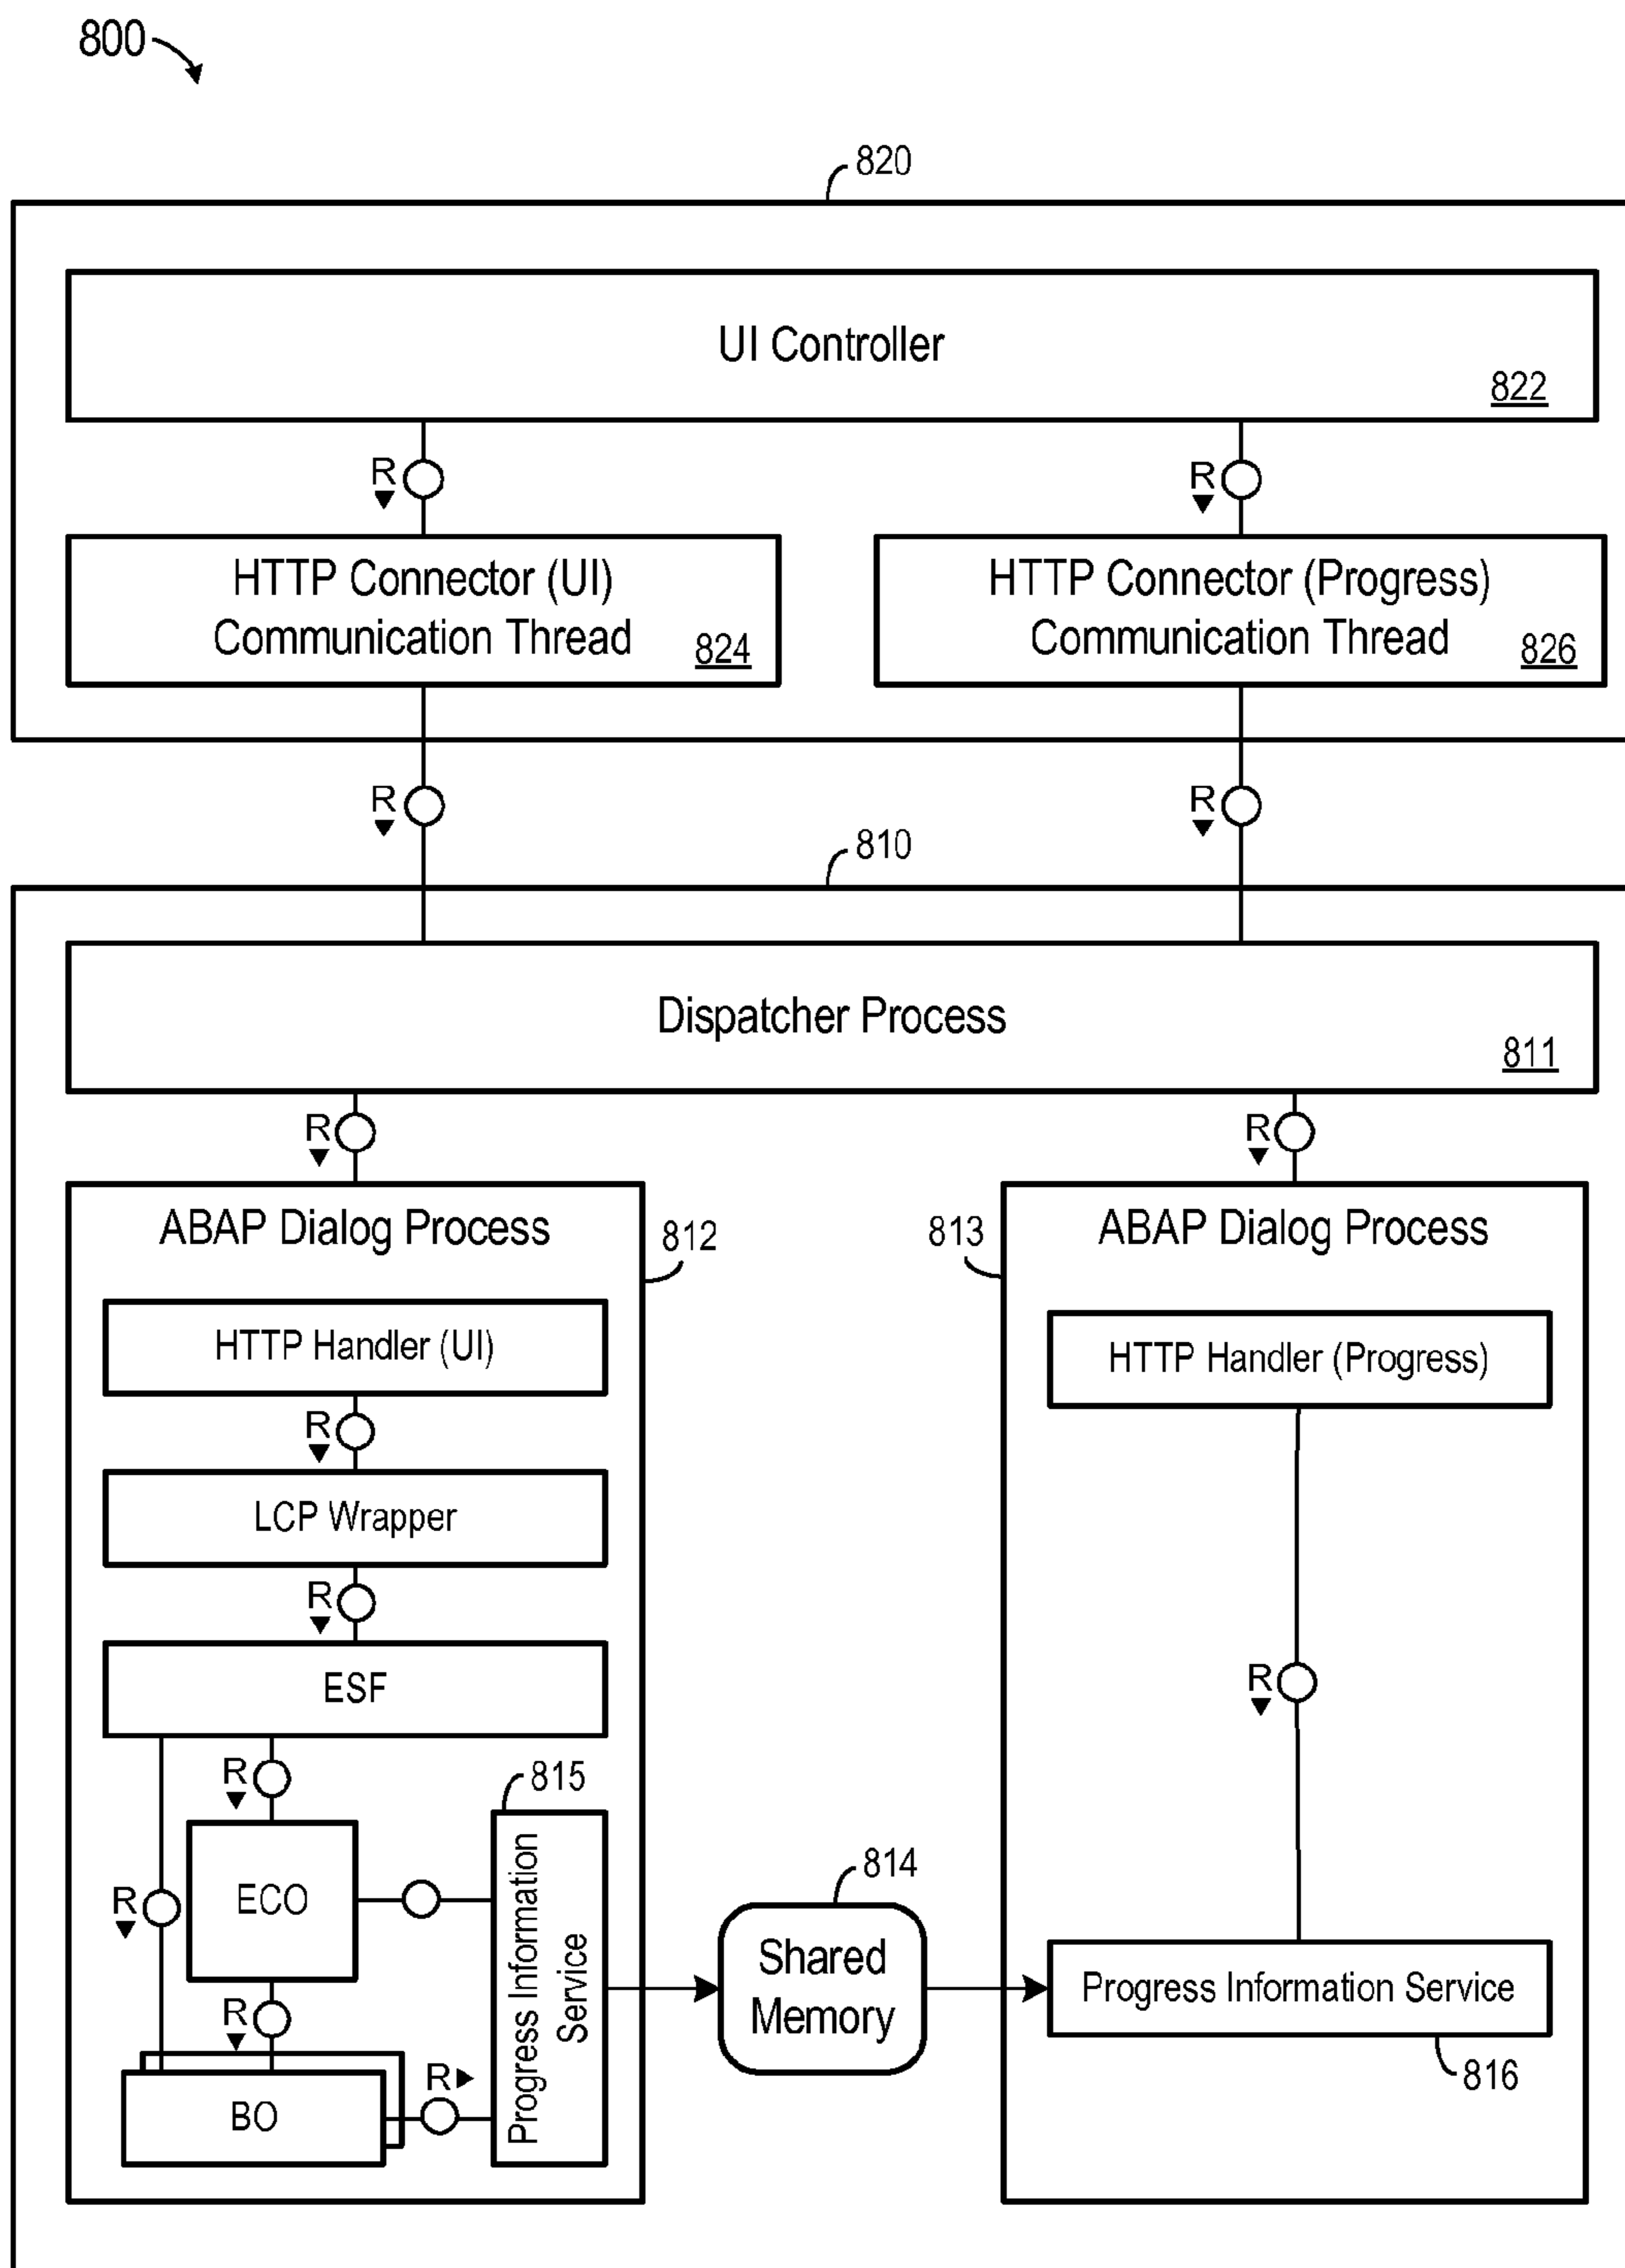 800
820
UI Controller
822
R
R
HTTP Connector (UI)
Communication Thread
824
HTTP Connector (Progress)
Communication Thread
826
R
R
810
Dispatcher Process
811
R
R
ABAP Dialog Process
812
813
ABAP Dialog Process
HTTP Handler (UI)
HTTP Handler (Progress)
R
LCP Wrapper
R
ESF
R
R
815
ECO
R
Progress Information
Service
814
Shared
Memory
Progress Information Service
816
R
R
BO